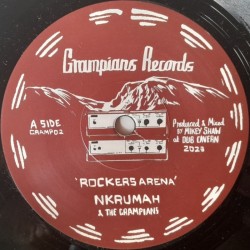 Grampians Records
A SIDE
GRAMP02
Produced & Mixed
by MIKEY SHAW
at DUB CAVERN
2023
'ROCKERS ARENA'
NKRUMAH
& THE GRAMPIANS